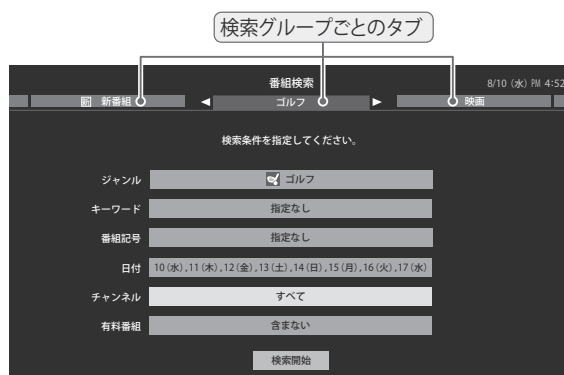 検索グループごとのタブ
番組検索
8/10 (水) PM 4:52
新 新番組
◀ ゴルフ ▶
映画
検索条件を指定してください。
ジャンル ゴルフ
キーワード 指定なし
番組記号 指定なし
日付 10(水),11(木),12(金),13(土),14(日),15(月),16(火),17(水)
チャンネル すべて
有料番組 含まない
検索開始